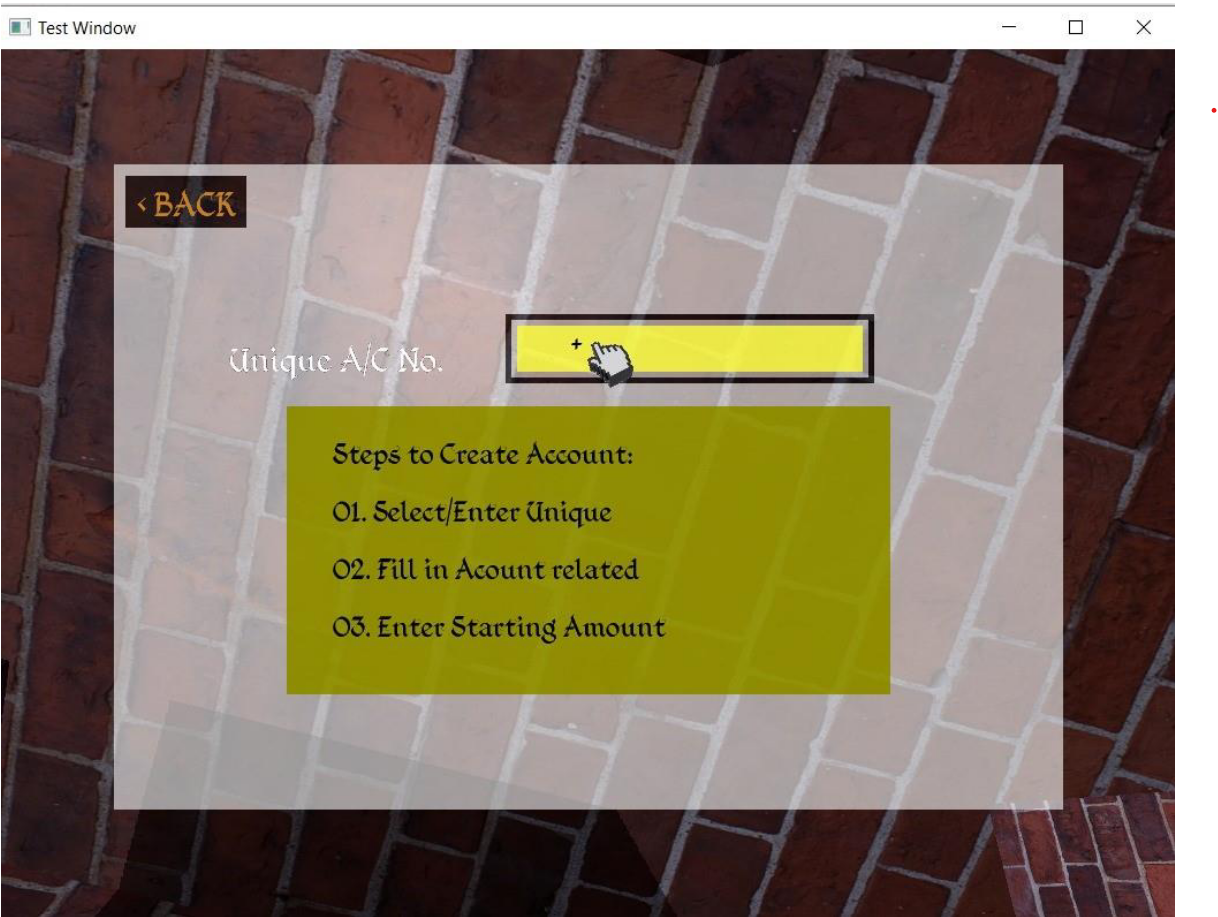 Test Window
< BACK
Unique A/C No.
+
Steps to Create Account:
01. Select/Enter Unique
02. Fill in Acount related
03. Enter Starting Amount